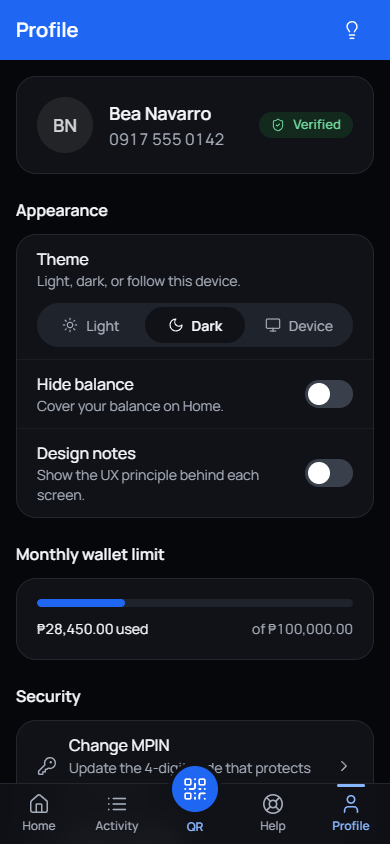 Profile
BN
Bea Navarro
0917 555 0142
Verified
Appearance
Theme
Light, dark, or follow this device.
Light
Dark
Device
Hide balance
Cover your balance on Home.
Design notes
Show the UX principle behind each
screen.
Monthly wallet limit
₱28,450.00 used
of ₱100,000.00
Security
Change MPIN
Update the 4-digit that protects
Home
Activity
QR
Help
Profile